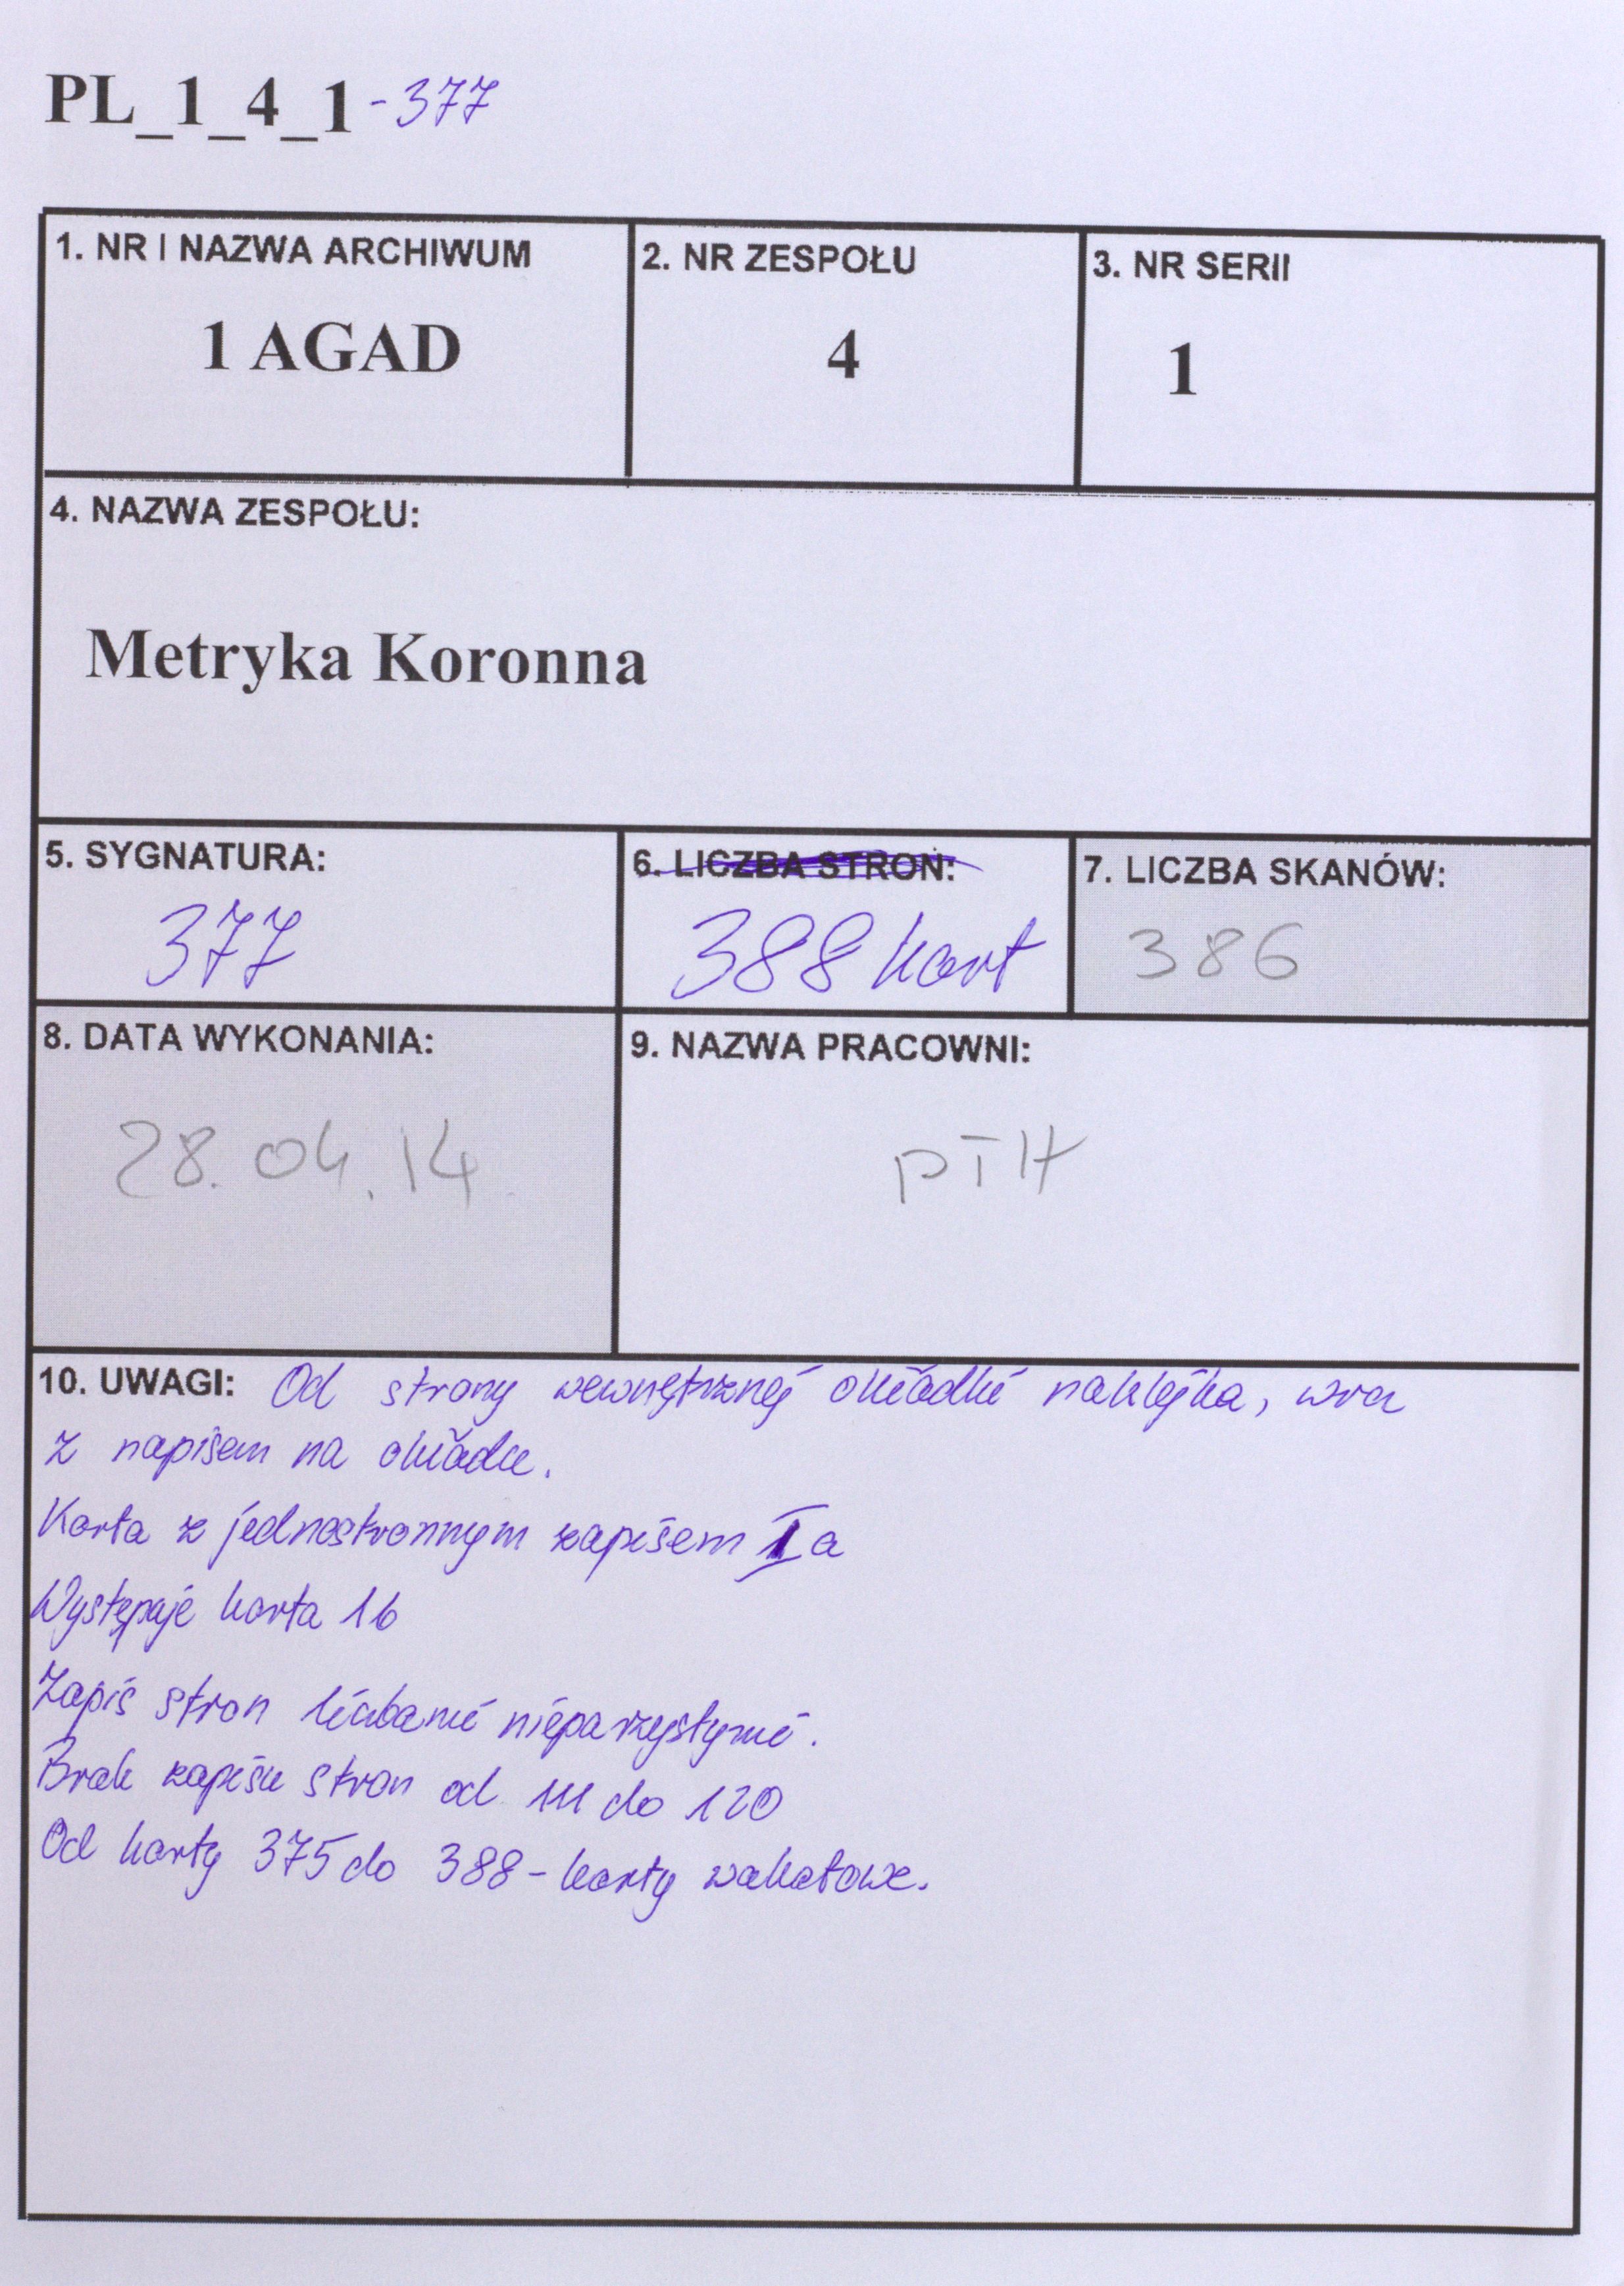 PL_1_4_1-377
1. NR I NAZWA ARCHIWUM
1 AGAD
2. NR ZESPOŁU
4
3. NR SERII
1
4. NAZWA ZESPOŁU:
Metryka Koronna
5. SYGNATURA:
377
6. LICZBA STRON:
388 kart
7. LICZBA SKANÓW:
386
8. DATA WYKONANIA:
28.04.14
9. NAZWA PRACOWNI:
PTH
10. UWAGI: Od strony wewnętrznej okładki naklejka, wraz
z napisem na okładce.
Karta z jednostronnym zapisem I a
Występuje karta 16
Zapis stron liczbami nieparzystymi.
Brak zapisu stron od 111 do 120
Od karty 375 do 388 - karty wakatowe.